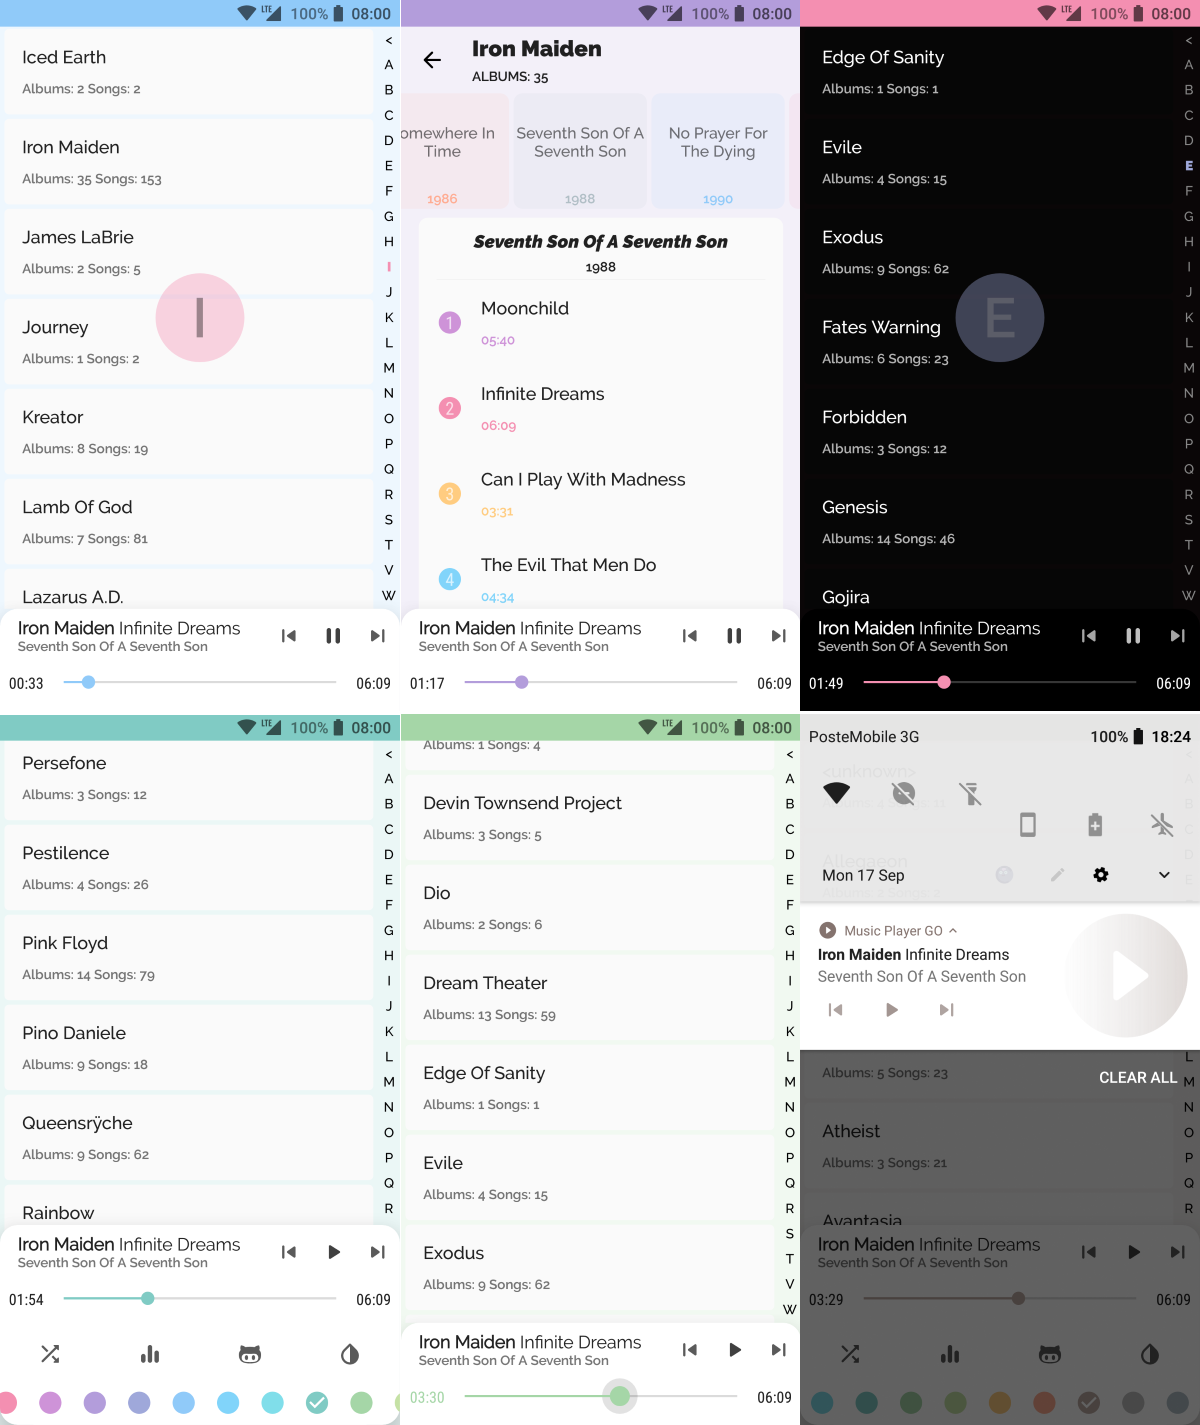 LTE 100% 08:00
Iced Earth
Albums: 2 Songs: 2
Iron Maiden
Albums: 35 Songs: 153
James LaBrie
Albums: 2 Songs: 5
Journey
Albums: 1 Songs: 2
Kreator
Albums: 8 Songs: 19
Lamb Of God
Albums: 7 Songs: 81
Lazarus A.D.
I
<
A
B
C
D
E
F
G
H
I
J
K
L
M
N
O
P
Q
R
S
T
V
W
Iron Maiden Infinite Dreams
Seventh Son Of A Seventh Son
00:33 06:09
LTE 100% 08:00
Iron Maiden
ALBUMS: 35
omewhere In
Time
1986
Seventh Son Of A
Seventh Son
1988
No Prayer For
The Dying
1990
Seventh Son Of A Seventh Son
1988
1 Moonchild
05:40
2 Infinite Dreams
06:09
3 Can I Play With Madness
03:31
4 The Evil That Men Do
04:34
Iron Maiden Infinite Dreams
Seventh Son Of A Seventh Son
01:17 06:09
LTE 100% 08:00
Edge Of Sanity
Albums: 1 Songs: 1
Evile
Albums: 4 Songs: 15
Exodus
Albums: 9 Songs: 62
Fates Warning
Albums: 6 Songs: 23
Forbidden
Albums: 3 Songs: 12
Genesis
Albums: 14 Songs: 46
Gojira
E
<
A
B
C
D
E
F
G
H
I
J
K
L
M
N
O
P
Q
R
S
T
V
W
Iron Maiden Infinite Dreams
Seventh Son Of A Seventh Son
01:49 06:09
LTE 100% 08:00
Persefone
Albums: 3 Songs: 12
Pestilence
Albums: 4 Songs: 26
Pink Floyd
Albums: 14 Songs: 79
Pino Daniele
Albums: 9 Songs: 18
Queensrÿche
Albums: 9 Songs: 62
Rainbow
<
A
B
C
D
E
F
G
H
I
J
K
L
M
N
O
P
Q
R
Iron Maiden Infinite Dreams
Seventh Son Of A Seventh Son
01:54 06:09
LTE 100% 08:00
Albums: 1 Songs: 4
Devin Townsend Project
Albums: 3 Songs: 5
Dio
Albums: 2 Songs: 6
Dream Theater
Albums: 13 Songs: 59
Edge Of Sanity
Albums: 1 Songs: 1
Evile
Albums: 4 Songs: 15
Exodus
Albums: 9 Songs: 62
<
A
B
C
D
E
F
G
H
I
J
K
L
M
N
O
P
Q
R
S
T
V
W
Iron Maiden Infinite Dreams
Seventh Son Of A Seventh Son
03:30 06:09
PosteMobile 3G 100% 18:24
<unknown>
Allegaeon
Mon 17 Sep
Music Player GO
Iron Maiden Infinite Dreams
Seventh Son Of A Seventh Son
CLEAR ALL
Albums: 5 Songs: 23
Atheist
Albums: 3 Songs: 21
Avantasia
<
A
B
C
D
E
F
G
H
I
J
K
L
M
N
O
P
Q
R
Iron Maiden Infinite Dreams
Seventh Son Of A Seventh Son
03:29 06:09